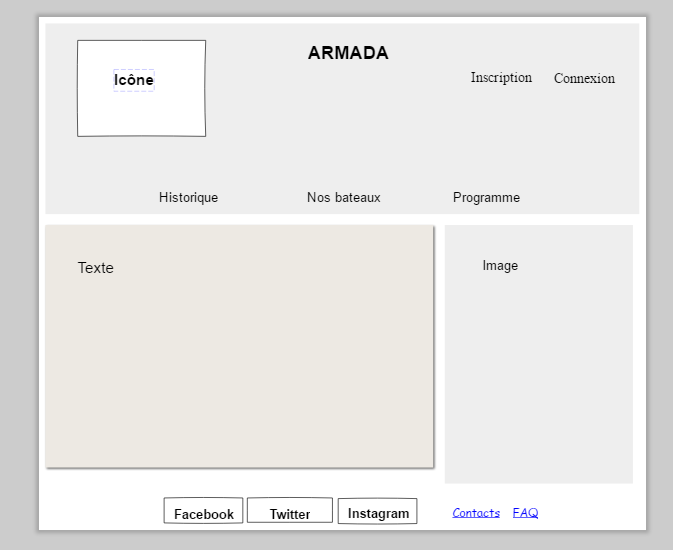 ARMADA
Icône
Inscription Connexion
Historique Nos bateaux Programme
Texte
Image
Facebook Twitter Instagram Contacts FAQ